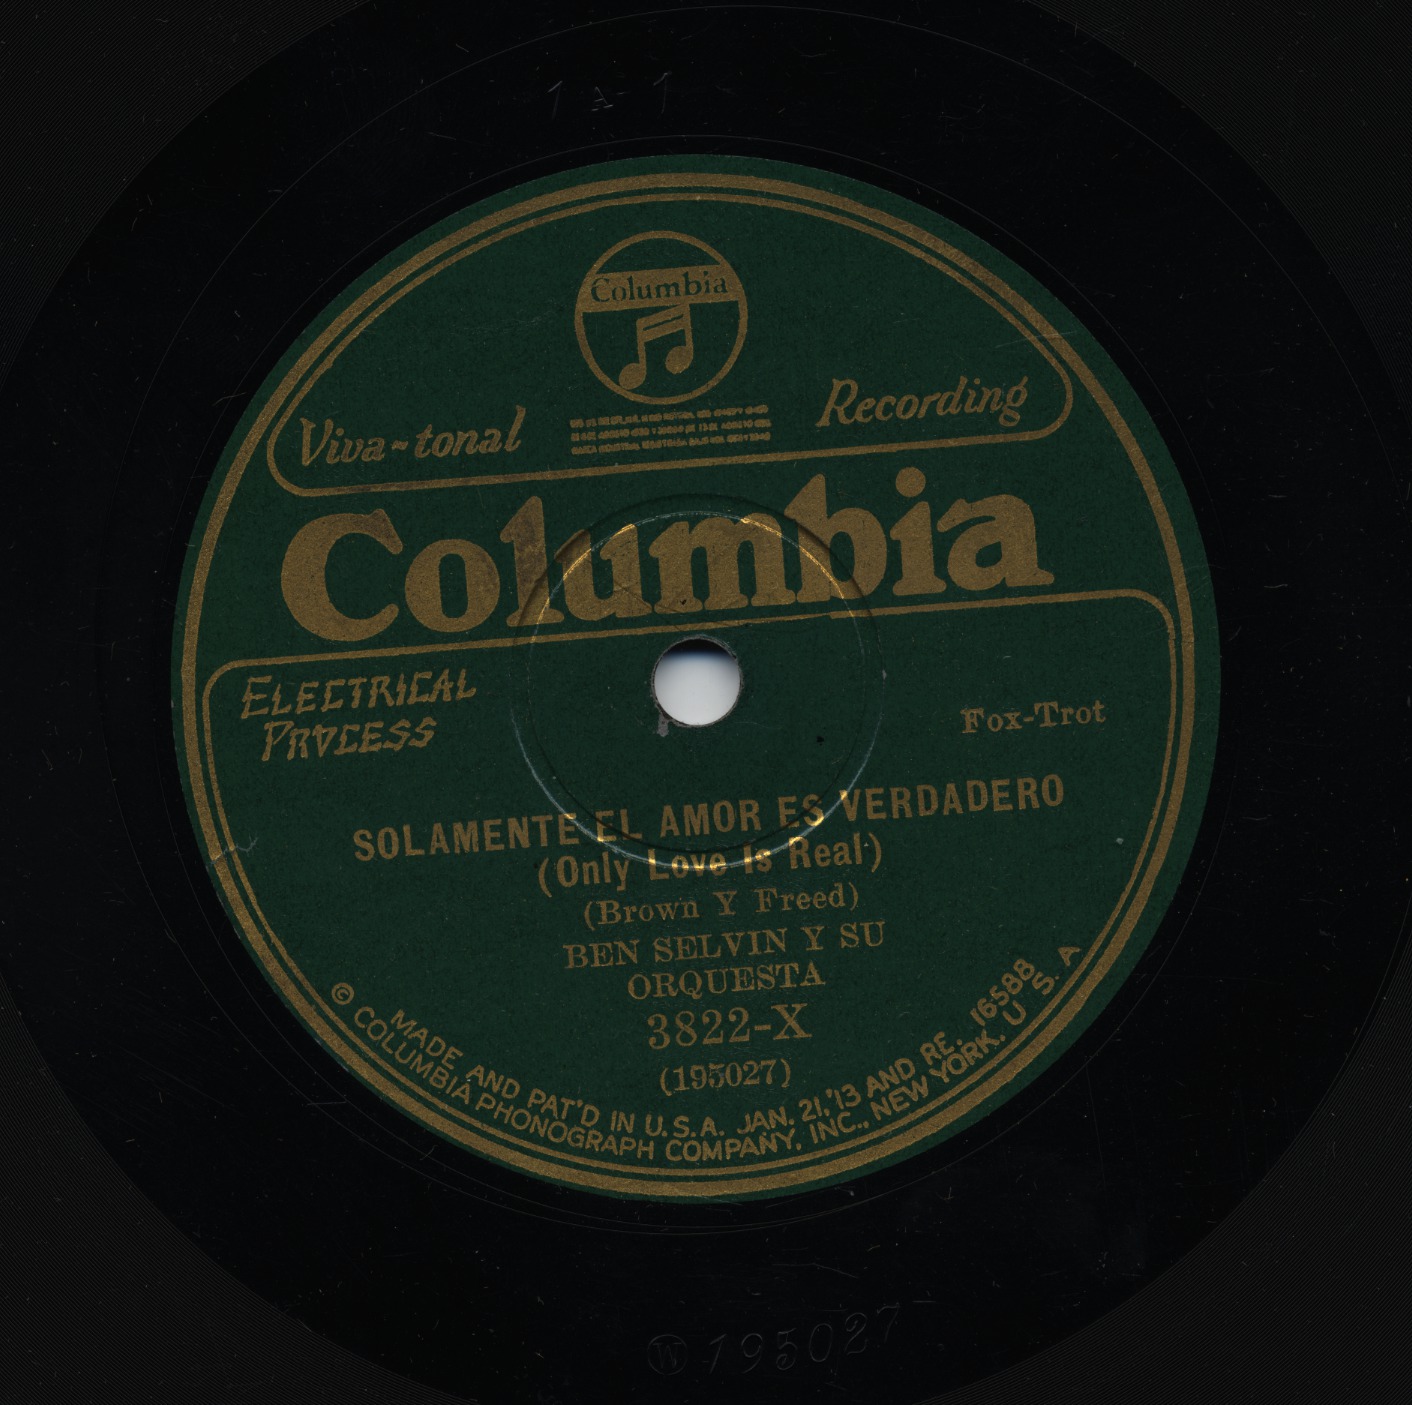 1 A-1
Columbia
Viva-tonal
Recording
Columbia
ELECTRICAL
PROCESS
Fox-Trot
SOLAMENTE EL AMOR ES VERDADERO
(Only Love Is Real)
(Brown Y Freed)
BEN SELVIN Y SU
ORQUESTA
3822-X
(195027)
MADE AND PAT'D IN U.S.A. JAN. 21,'13 AND RE. 16588
© COLUMBIA PHONOGRAPH COMPANY, INC., NEW YORK. U S. A
W 195027